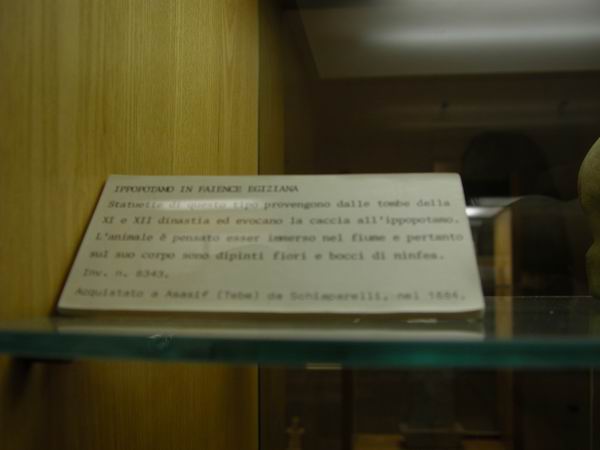 IPPOPOTAMO IN FAIENCE EGIZIANA
Statuette di questo tipo provengono dalle tombe della
XI e XII dinastia ed evocano la caccia all'ippopotamo.
L'animale è pensato esser immerso nel fiume e pertanto
sul suo corpo sono dipinti fiori e bocci di ninfea.
Inv. n. 8343.
Acquistato a Asasif (Tebe) da Schiaparelli, nel 1884.